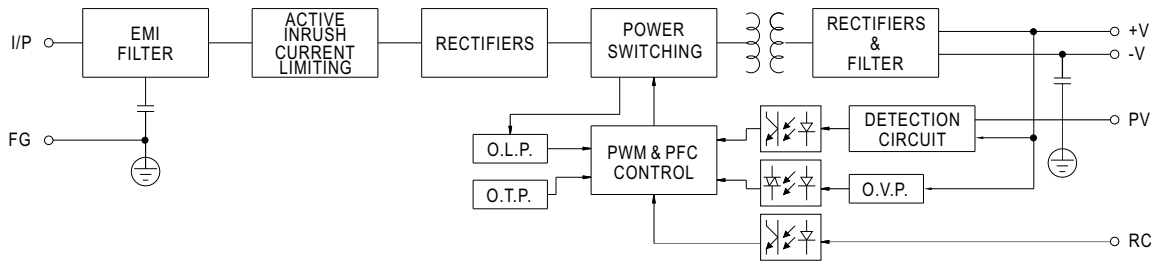 I/P
EMI
FILTER
ACTIVE
INRUSH
CURRENT
LIMITING
RECTIFIERS
POWER
SWITCHING
RECTIFIERS
&
FILTER
+V
-V
FG
O.L.P.
O.T.P.
PWM & PFC
CONTROL
DETECTION
CIRCUIT
PV
O.V.P.
RC